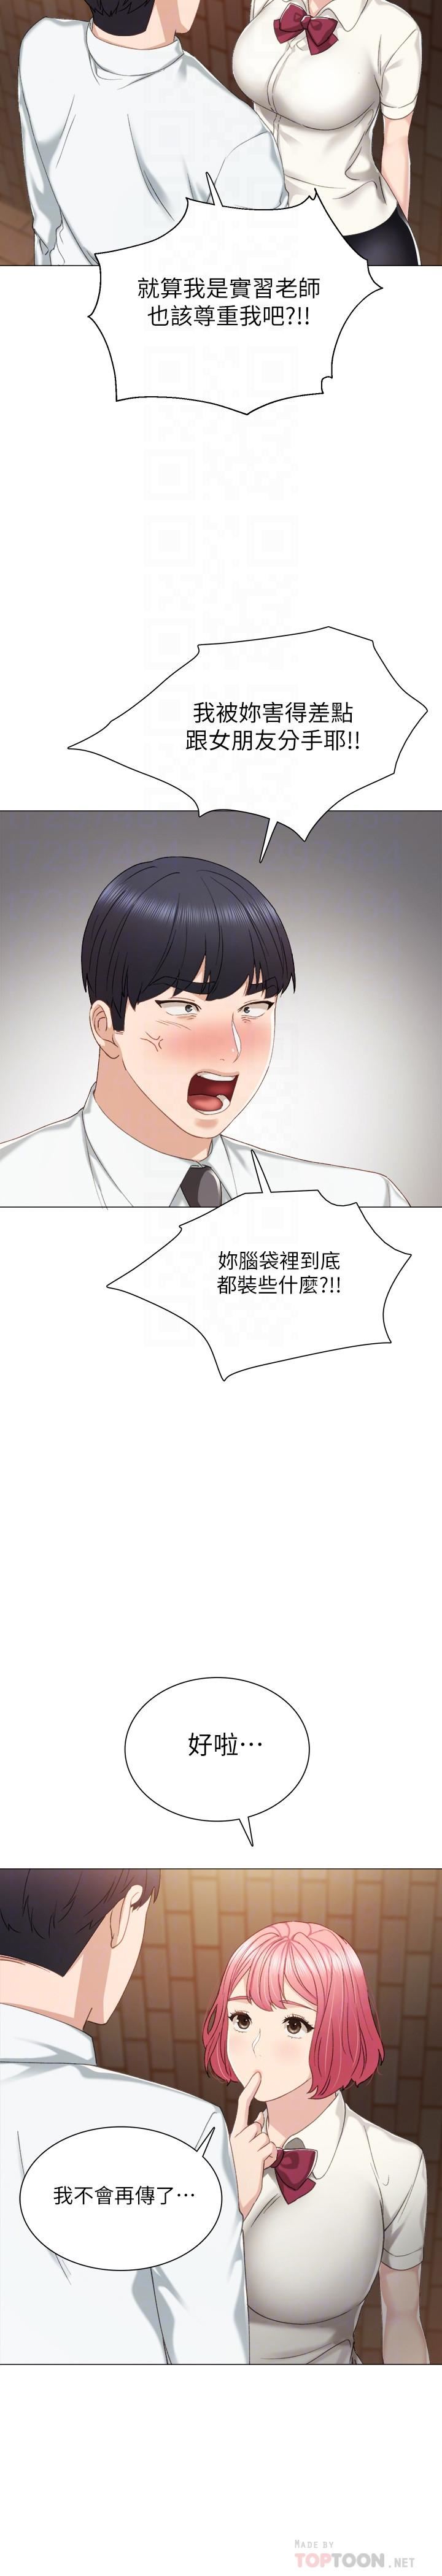 就算我是實習老師
也該尊重我吧?!!
我被妳害得差點
跟女朋友分手耶!!
妳腦袋裡到底
都裝些什麼?!!
好啦…
我不會再傳了…
MADE BY
TOPTOON.NET